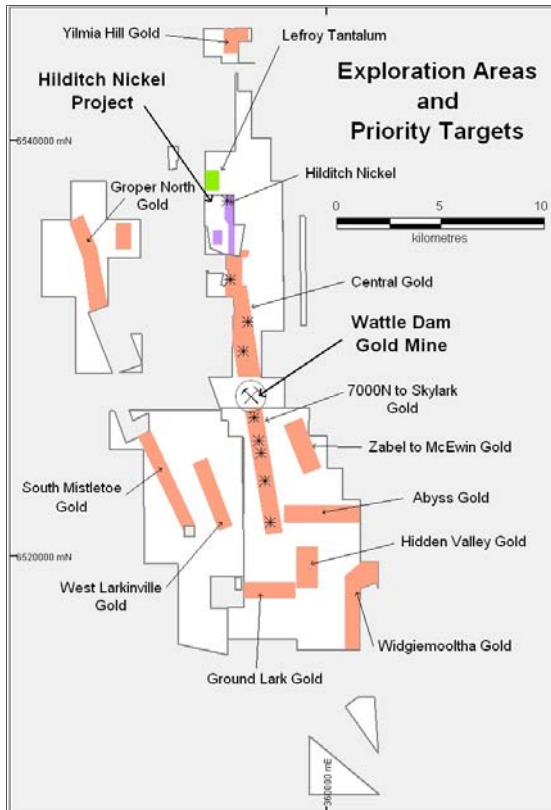 Yilmia Hill Gold
Lefroy Tantalum
Hilditch Nickel
Project
Exploration Areas
and
Priority Targets
6540000 mN
Groper North
Gold
Hilditch Nickel
0 5 10
kilometres
Central Gold
Wattle Dam
Gold Mine
7000N to Skylark
Gold
Zabel to McEwin Gold
South Mistletoe
Gold
Abyss Gold
Hidden Valley Gold
6520000 mN
West Larkinville
Gold
Widgiemooltha Gold
Ground Lark Gold
360000 mE